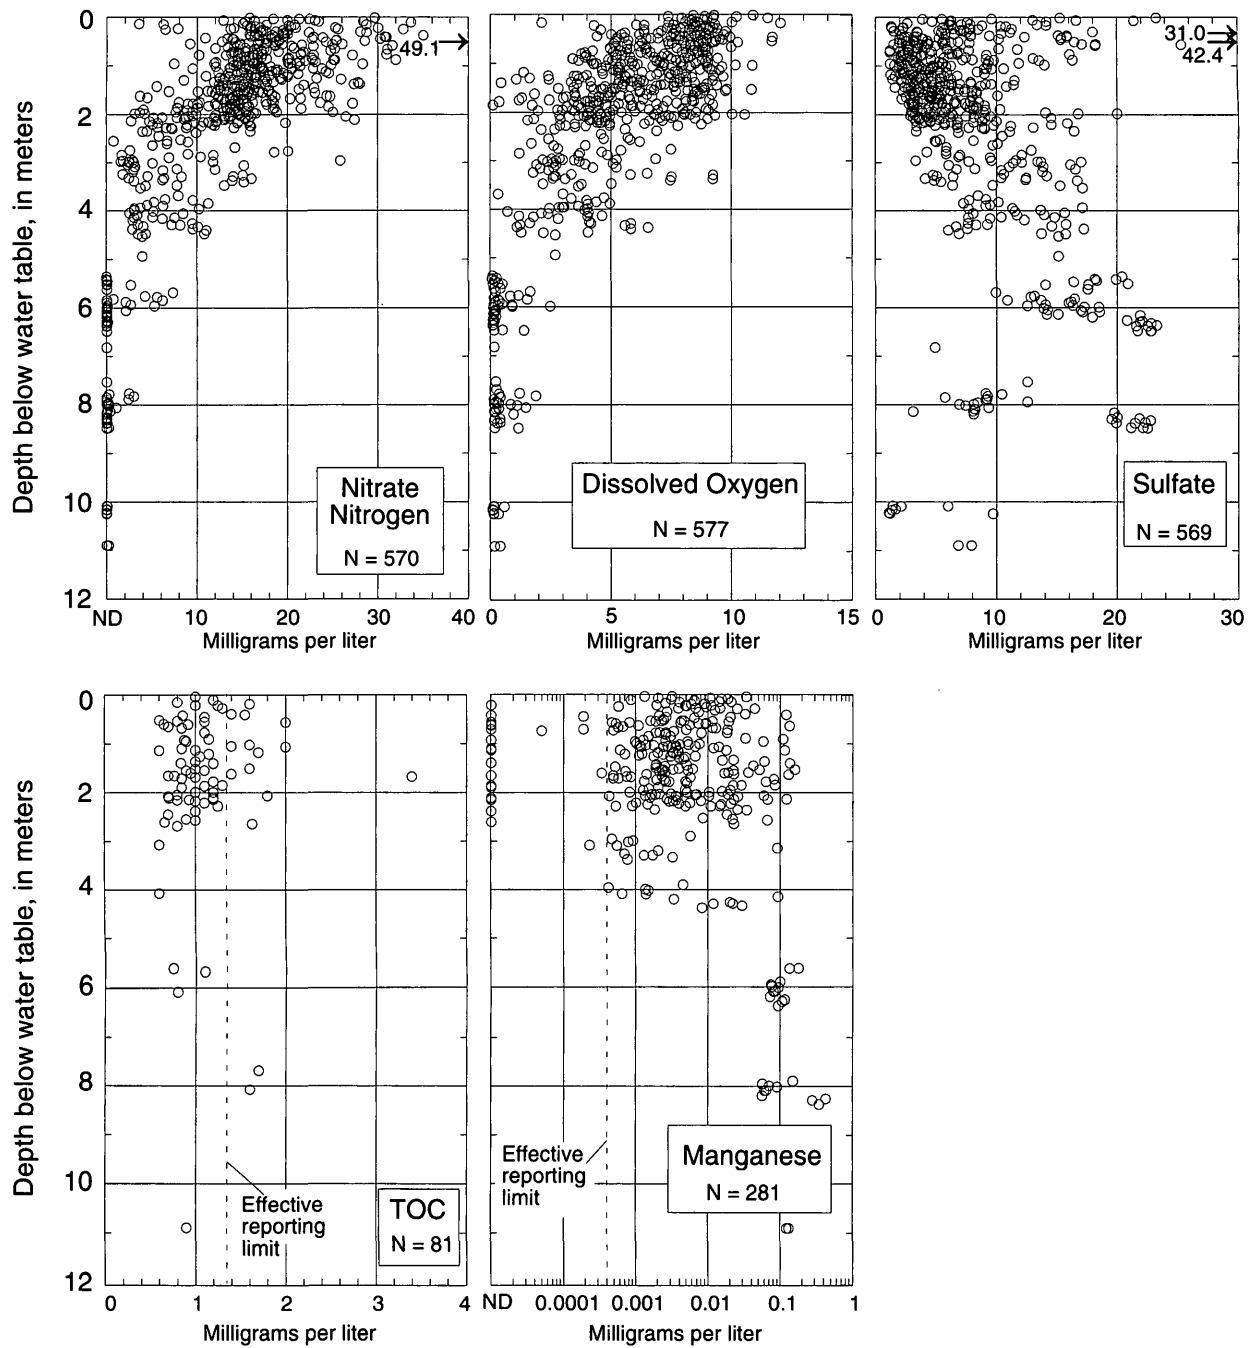 0
2
4
6
8
10
12
Depth below water table, in meters
49.1
Nitrate
Nitrogen
N = 570
ND
10
20
30
40
Milligrams per liter
Dissolved Oxygen
N = 577
0
5
10
15
Milligrams per liter
31.0
42.4
Sulfate
N = 569
0
10
20
30
Milligrams per liter
0
2
4
6
8
10
12
Depth below water table, in meters
Effective
reporting
limit
TOC
N = 81
0
1
2
3
4
Milligrams per liter
Effective
reporting
limit
Manganese
N = 281
ND
0.0001
0.001
0.01
0.1
1
Milligrams per liter